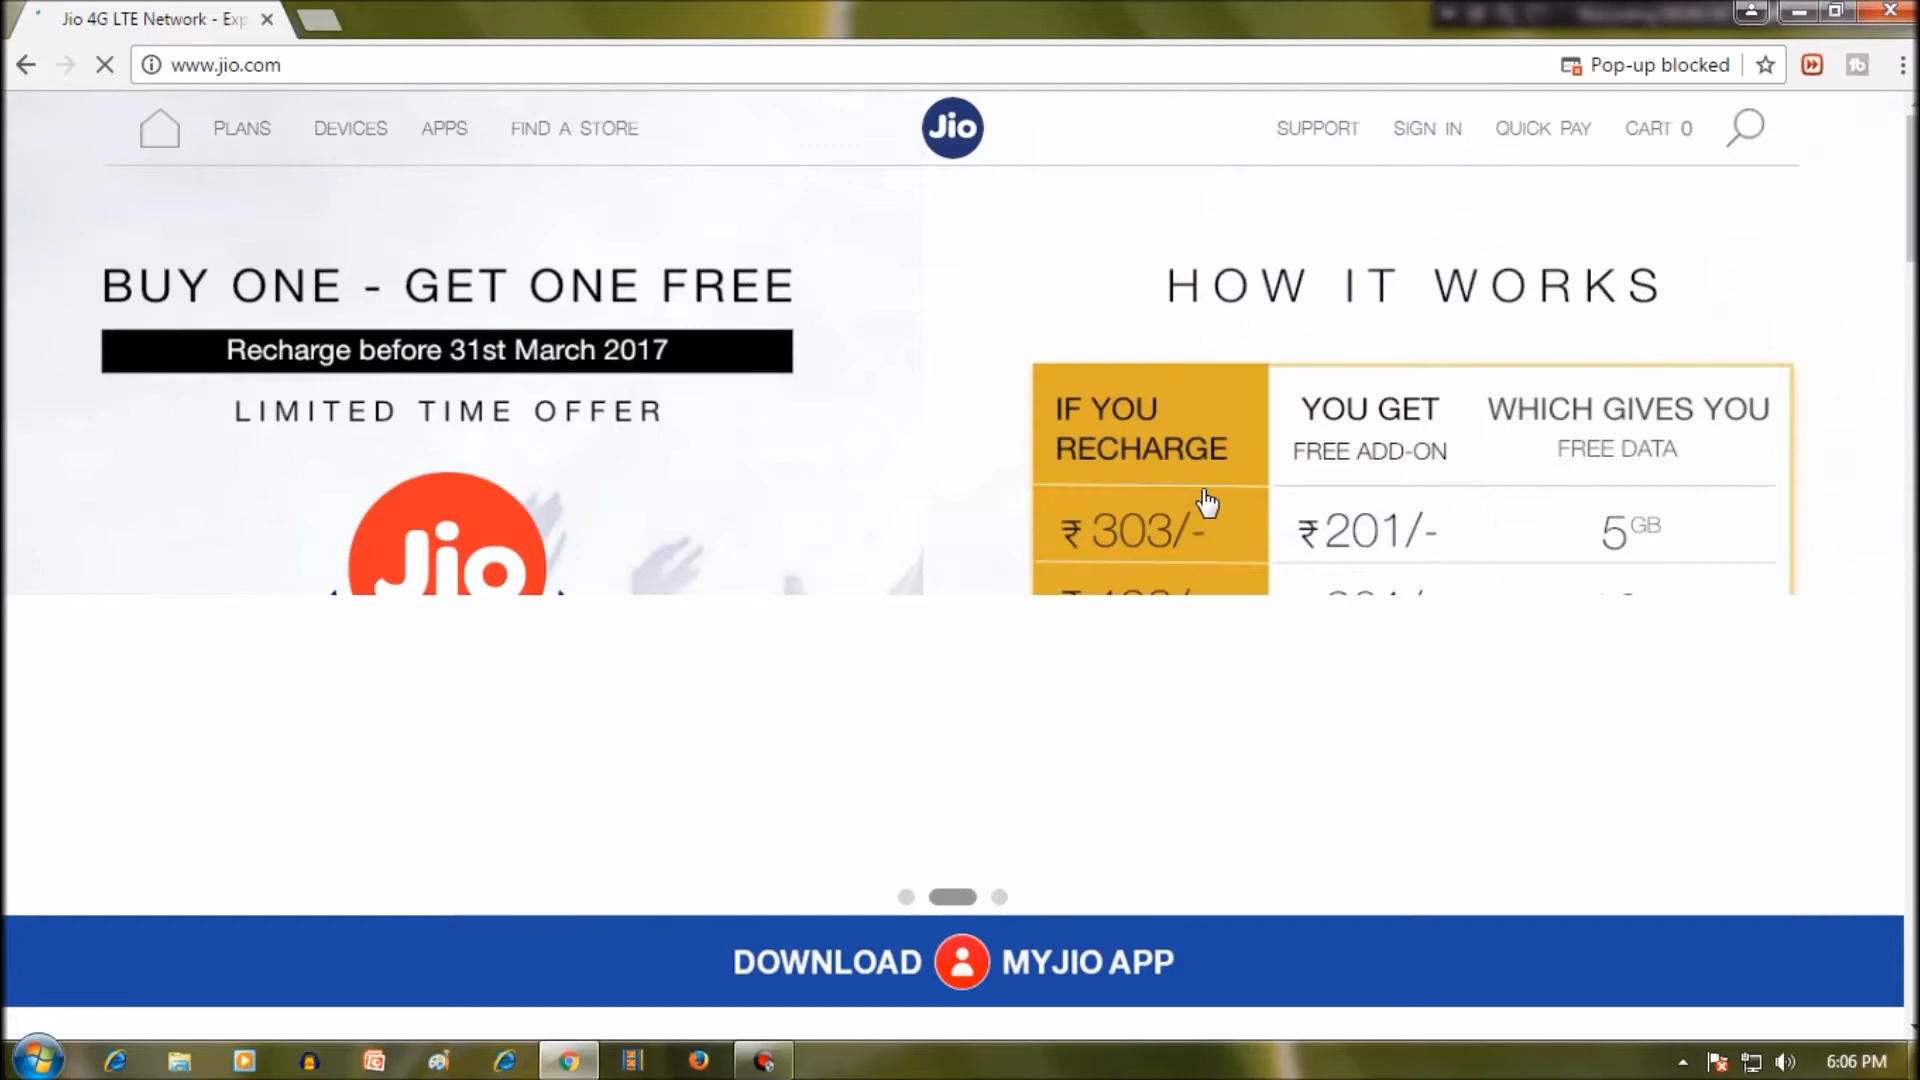 Jio 4G LTE Network - Exp
www.jio.com
Pop-up blocked
PLANS DEVICES APPS FIND A STORE
Jio
SUPPORT SIGN IN QUICK PAY CART 0
BUY ONE - GET ONE FREE
Recharge before 31st March 2017
LIMITED TIME OFFER
Jio
HOW IT WORKS
IF YOU RECHARGE
YOU GET FREE ADD-ON
WHICH GIVES YOU FREE DATA
₹ 303/- ₹ 201/- 5 GB
DOWNLOAD MYJIO APP
6:06 PM